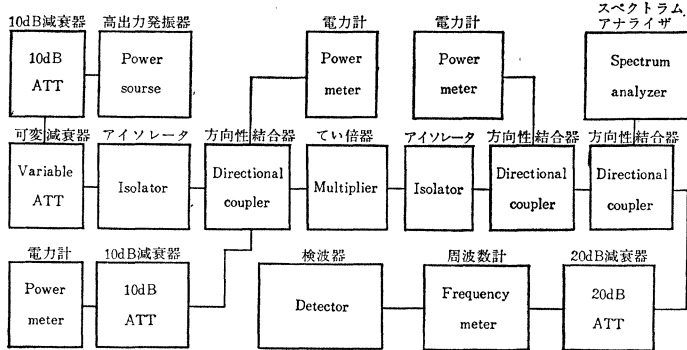 スペクトラム
アナライザ
10dB減衰器
高出力発振器
電力計
電力計
10dB
ATT
Power
sourse
Power
meter
Power
meter
Spectrum
analyzer
可変減衰器
アイソレータ
方向性結合器
てい倍器
アイソレータ
方向性結合器
方向性結合器
Variable
ATT
Isolator
Directional
coupler
Multiplier
Isolator
Directional
coupler
Directional
coupler
電力計
10dB減衰器
検波器
周波数計
20dB減衰器
Power
meter
10dB
ATT
Detector
Frequency
meter
20dB
ATT